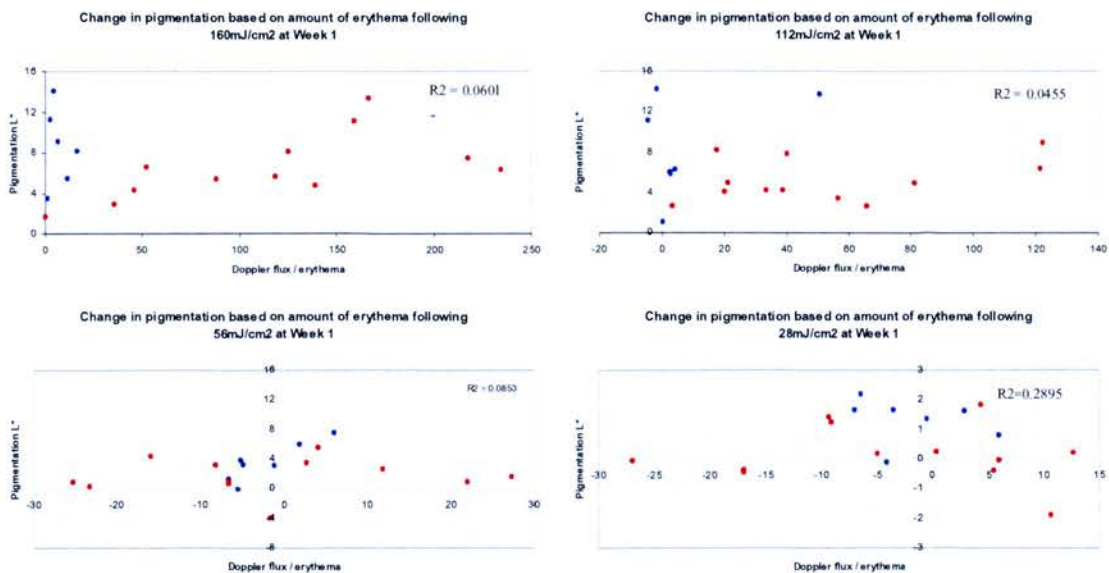 Change in pigmentation based on amount of erythema following
160mJ/cm2 at Week 1
R2 = 0.0601
Pigmentation L*
16
12
8
4
0
0 50 100 150 200 250
Doppler flux / erythema
Change in pigmentation based on amount of erythema following
112mJ/cm2 at Week 1
R2 = 0.0455
Pigmentation L*
16
12
8
4
0
-20 0 20 40 60 80 100 120 140
Doppler flux / erythema
Change in pigmentation based on amount of erythema following
56mJ/cm2 at Week 1
R2 = 0.0853
Pigmentation L*
16
12
8
4
0
-4
-8
-30 -20 -10 0 10 20 30
Doppler flux / erythema
Change in pigmentation based on amount of erythema following
28mJ/cm2 at Week 1
R2=0.2895
Pigmentation L*
3
2
1
0
-1
-2
-3
-30 -25 -20 -15 -10 -5 0 5 10 15
Doppler flux / erythema